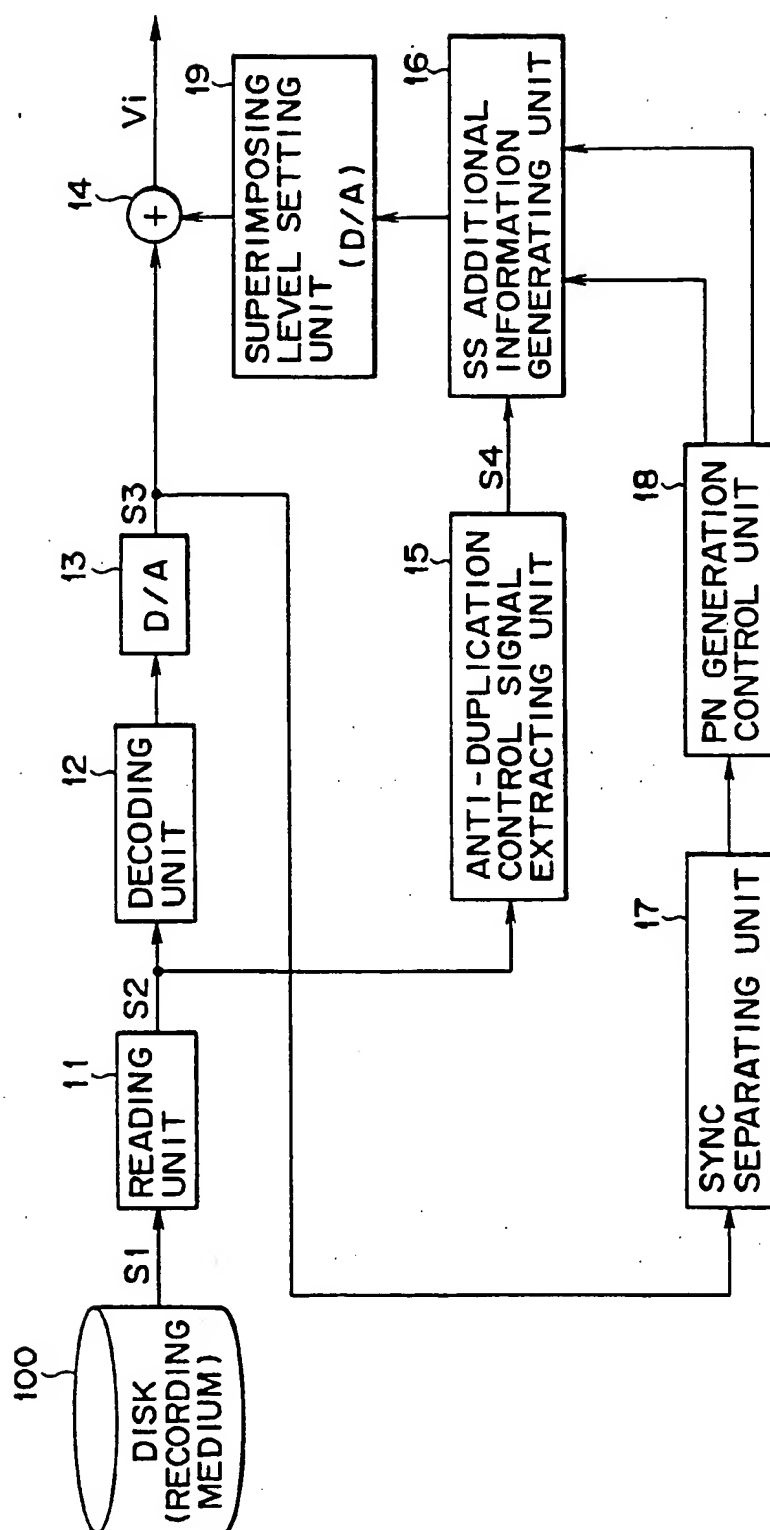 100
DISK
(RECORDING
MEDIUM)
S1
11
READING
UNIT
S2
12
DECODING
UNIT
13
D/A
S3
14
+
Vi
19
SUPERIMPOSING
LEVEL SETTING
UNIT
(D/A)
15
ANTI-DUPLICATION
CONTROL SIGNAL
EXTRACTING UNIT
S4
16
SS ADDITIONAL
INFORMATION
GENERATING UNIT
17
SYNC
SEPARATING UNIT
18
PN GENERATION
CONTROL UNIT